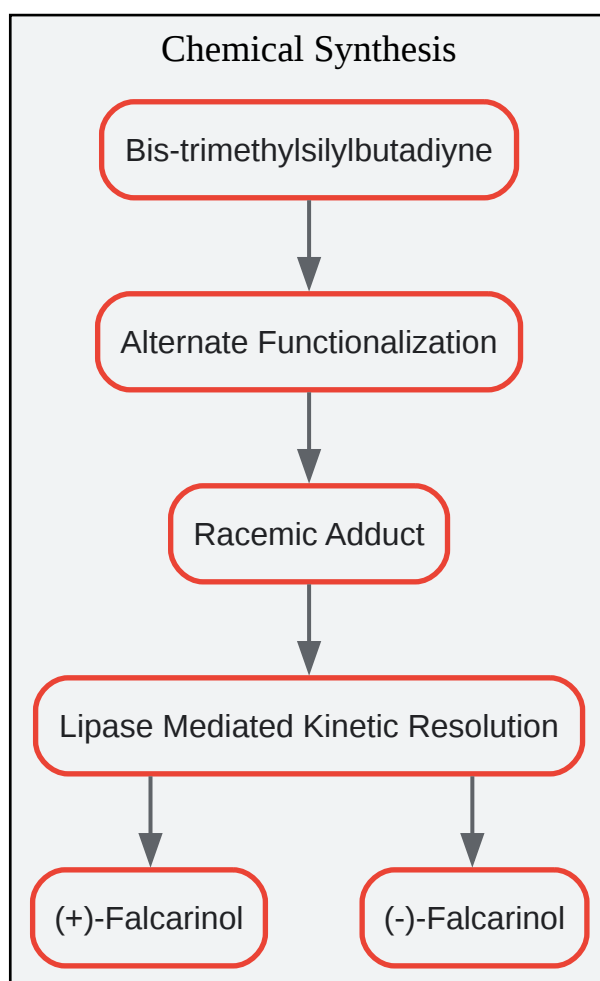 Chemical Synthesis
Bis-trimethylsilylbutadiyne
Alternate Functionalization
Racemic Adduct
Lipase Mediated Kinetic Resolution
(+)-Falcarinol
(-)-Falcarinol